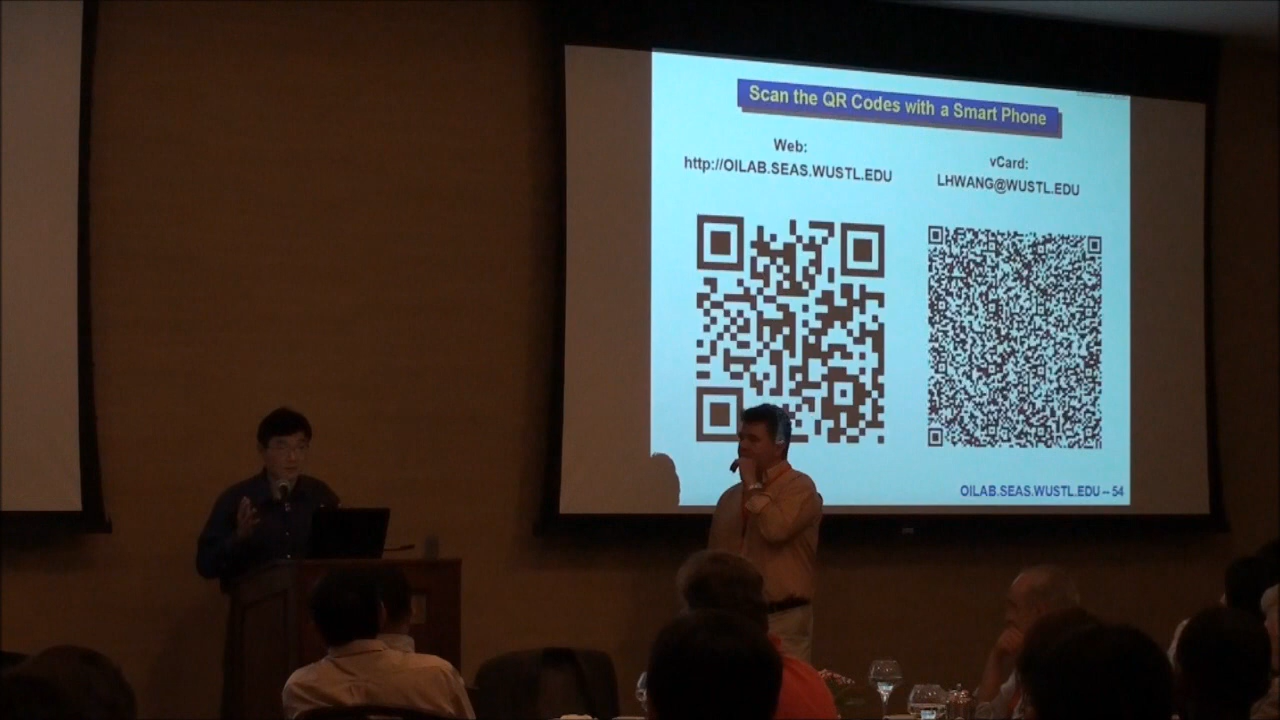 Scan the QR Codes with a Smart Phone
Web:
http://OILAB.SEAS.WUSTL.EDU
vCard:
LHWANG@WUSTL.EDU
OILAB.SEAS.WUSTL.EDU – 54